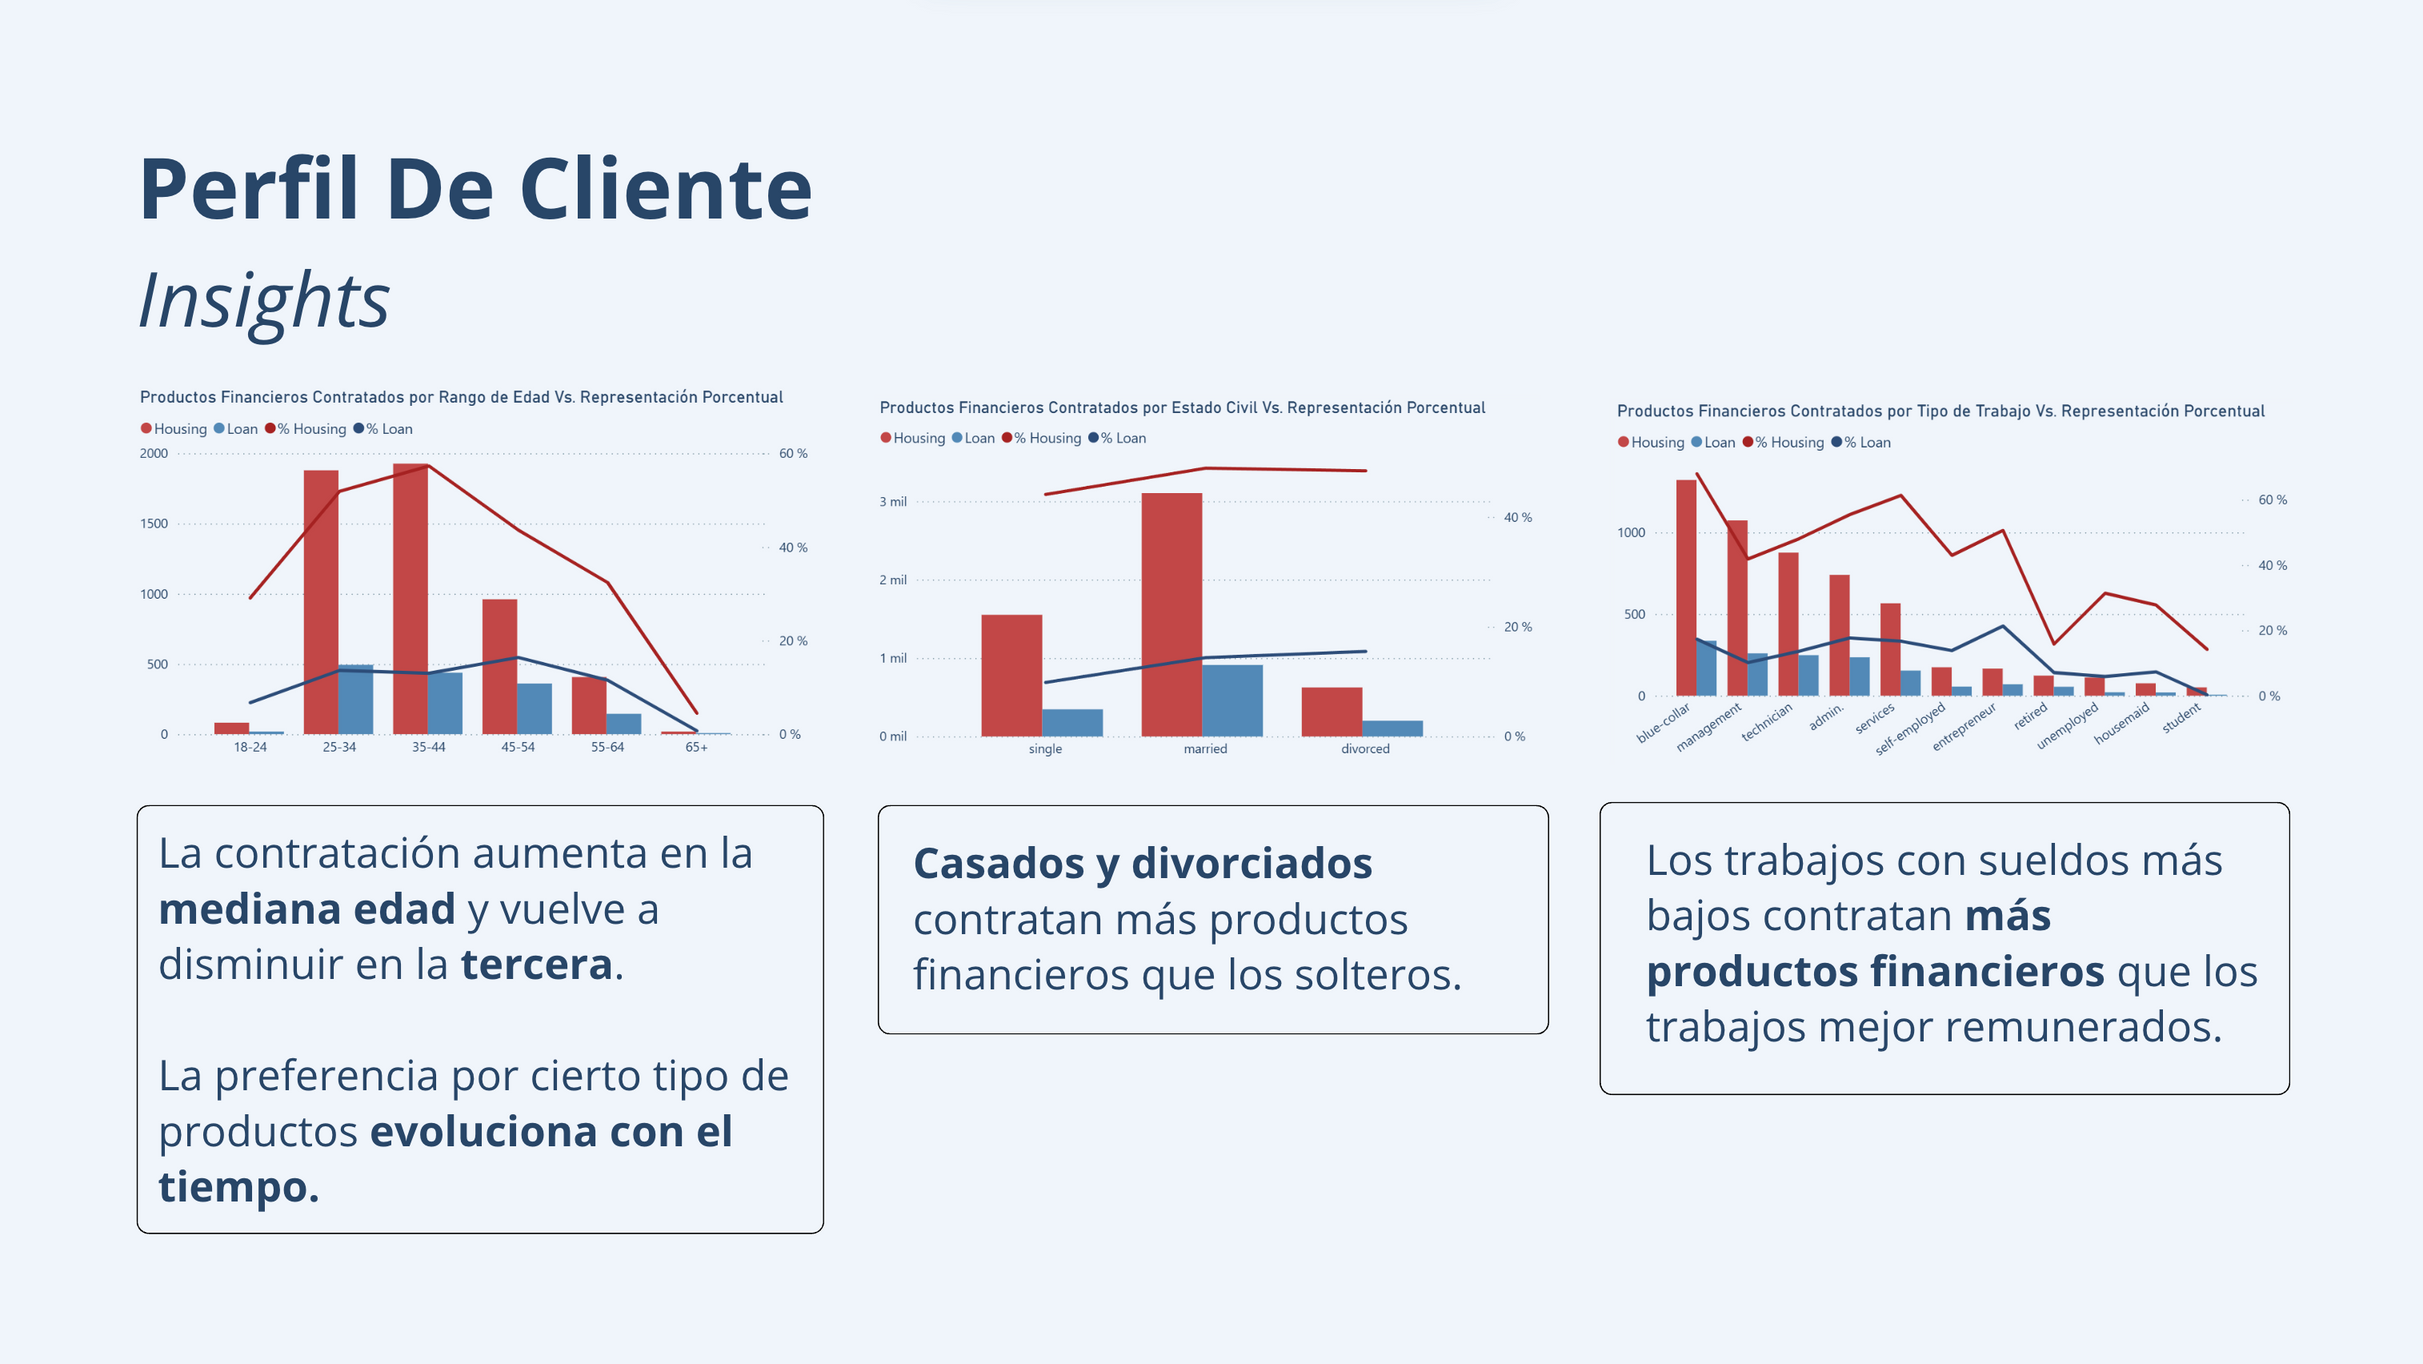 Perfil De Cliente
Insights
Productos Financieros Contratados por Rango de Edad Vs. Representación Porcentual
Housing Loan % Housing % Loan
2000
1500
1000
500
0
60 %
40 %
20 %
0 %
18-24 25-34 35-44 45-54 55-64 65+
Productos Financieros Contratados por Estado Civil Vs. Representación Porcentual
Housing Loan % Housing % Loan
3 mil
2 mil
1 mil
0 mil
40 %
20 %
0 %
single married divorced
Productos Financieros Contratados por Tipo de Trabajo Vs. Representación Porcentual
Housing Loan % Housing % Loan
1000
500
0
60 %
40 %
20 %
0 %
blue-collar management technician admin. services self-employed entrepreneur retired unemployed housemaid student
La contratación aumenta en la
mediana edad y vuelve a
disminuir en la tercera.
La preferencia por cierto tipo de
productos evoluciona con el
tiempo.
Casados y divorciados
contratan más productos
financieros que los solteros.
Los trabajos con sueldos más
bajos contratan más
productos financieros que los
trabajos mejor remunerados.